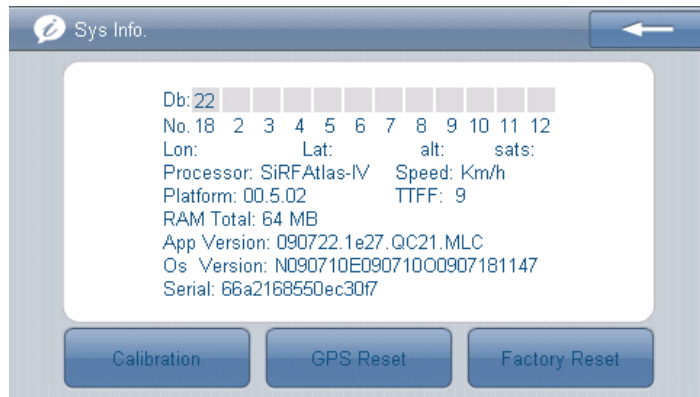 Sys Info.
Db: 22
No. 18 2 3 4 5 6 7 8 9 10 11 12
Lon: Lat: alt: sats:
Processor: SiRFAtlas-IV Speed: Km/h
Platform: 00.5.02 TTFF: 9
RAM Total: 64 MB
App Version: 090722.1e27.QC21.MLC
Os Version: N090710E090710O0907181147
Serial: 66a2168550ec30f7
Calibration GPS Reset Factory Reset